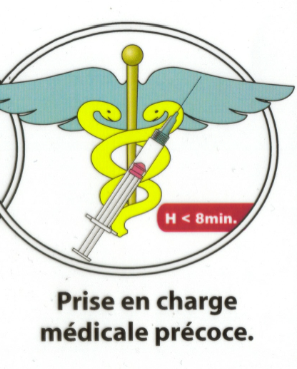 H < 8min.
Prise en charge
médicale précoce.